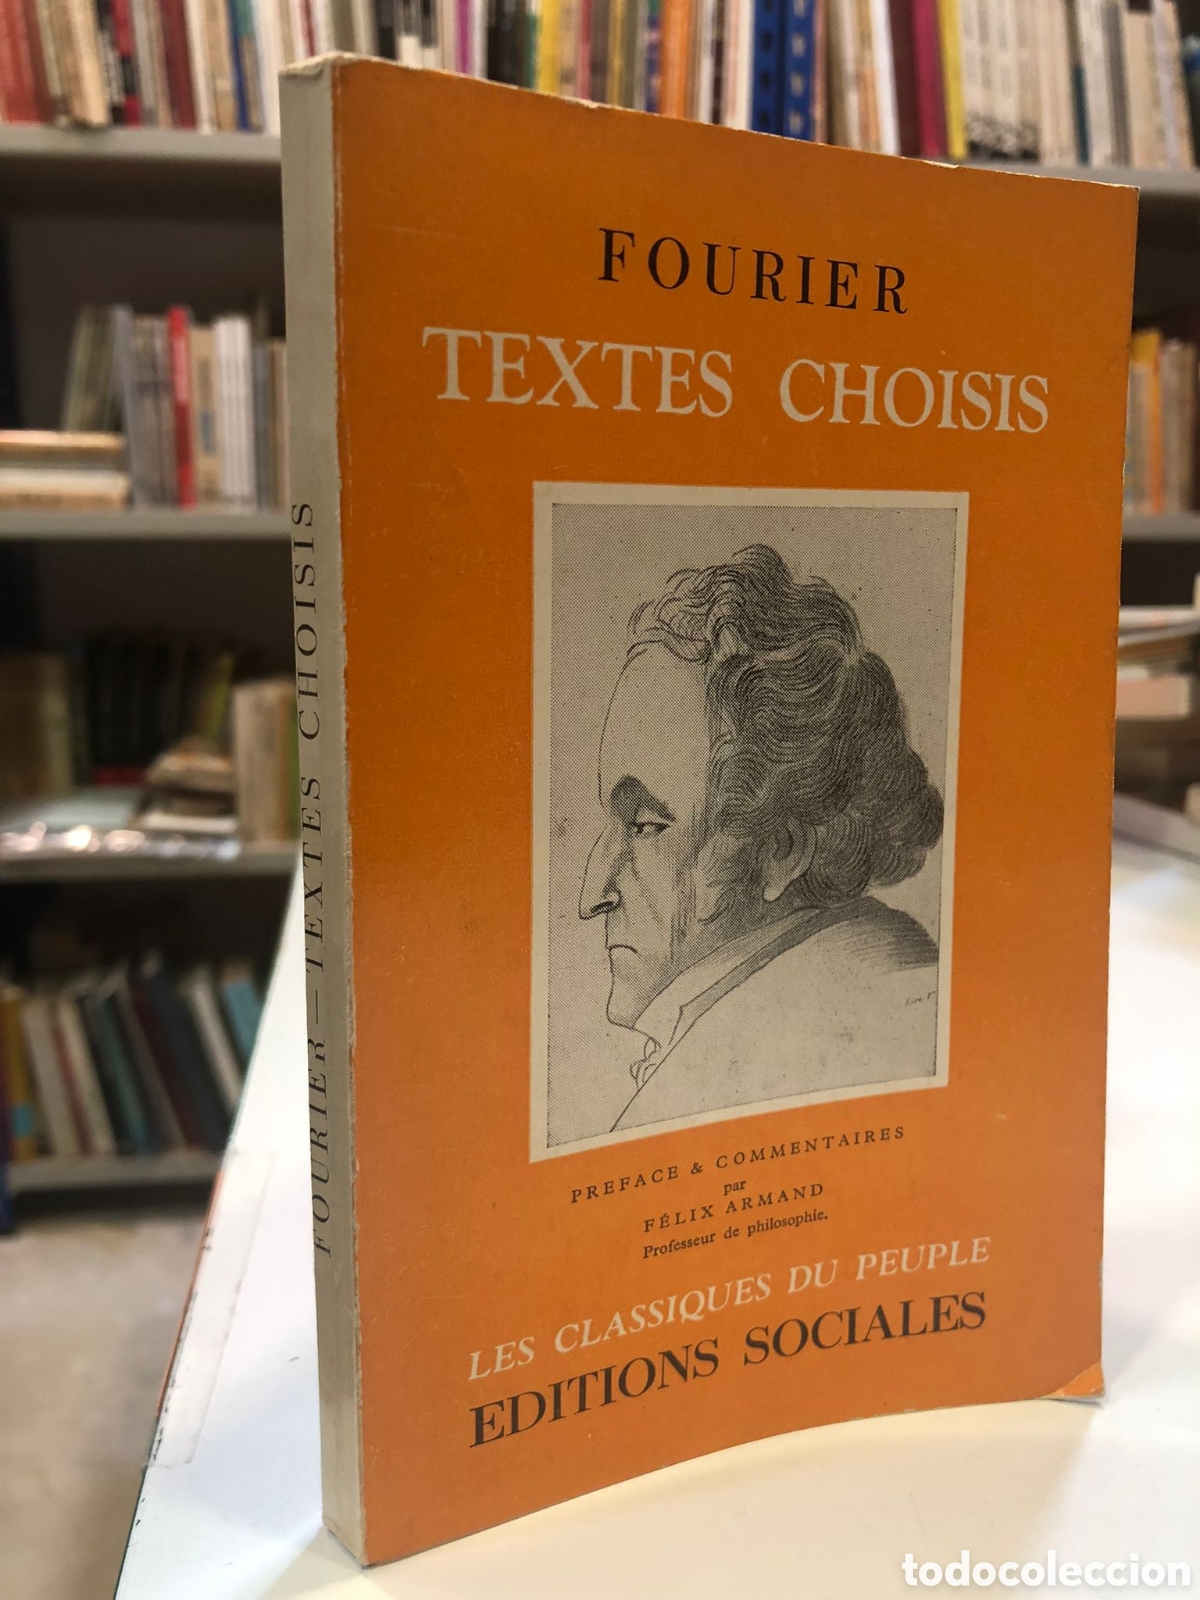 FOURIER
TEXTES CHOISIS
PREFACE & COMMENTAIRES
par
FÉLIX ARMAND
Professeur de philosophie.
LES CLASSIQUES DU PEUPLE
EDITIONS SOCIALES
FOURIER — TEXTES CHOISIS
todocoleccion